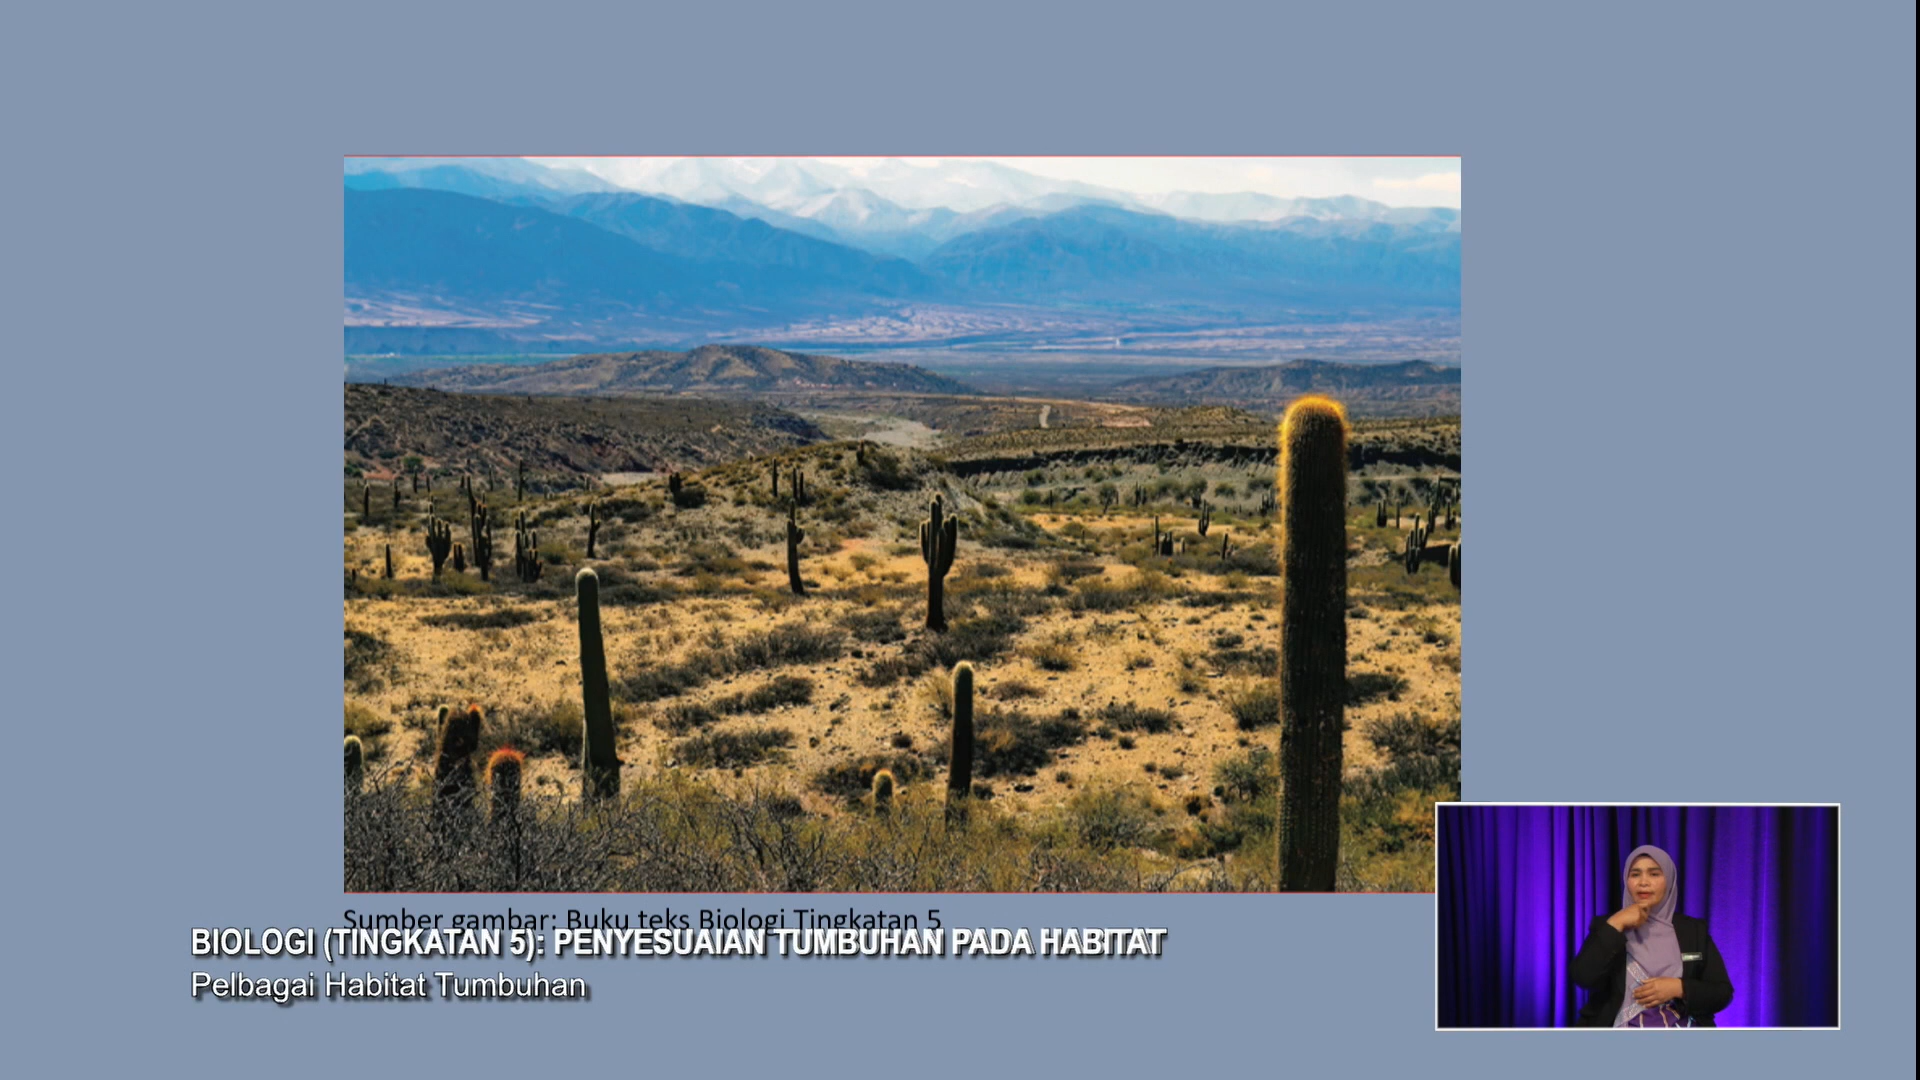 Sumber gambar: Buku teks Biologi Tingkatan 5
BIOLOGI (TINGKATAN 5): PENYESUAIAN TUMBUHAN PADA HABITAT
Pelbagai Habitat Tumbuhan